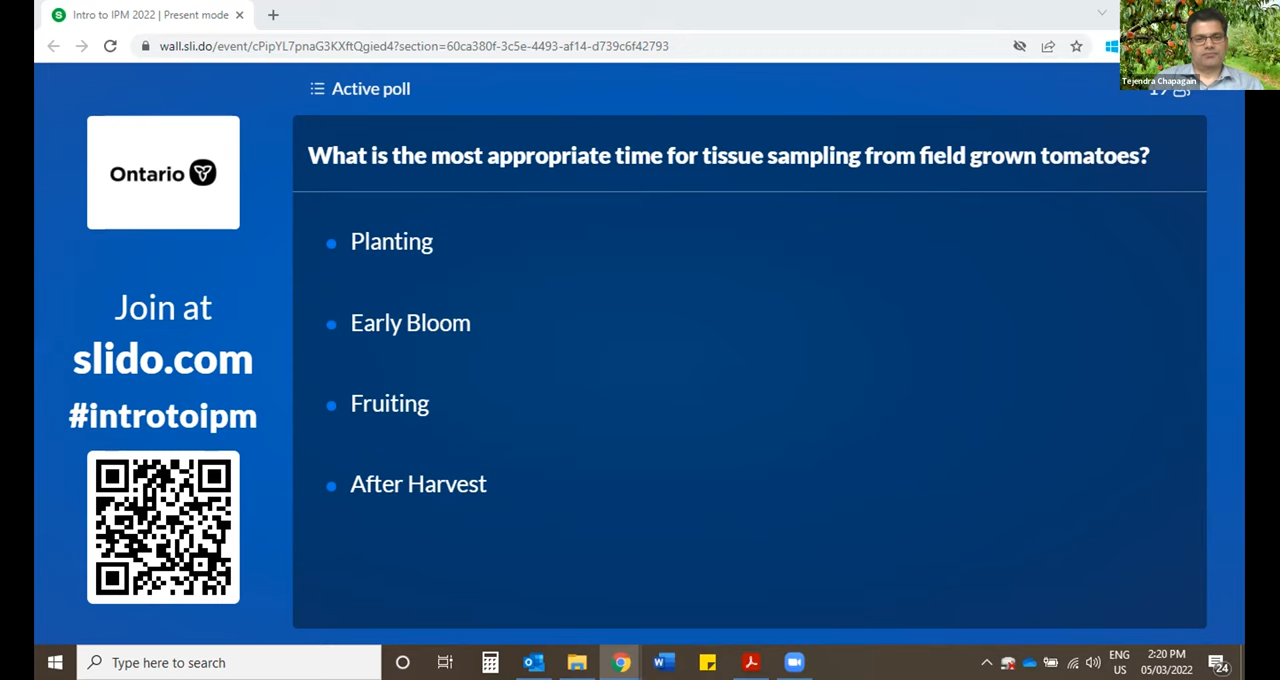 Intro to IPM 2022 | Present mode
wall.sli.do/event/cPipYL7pnaG3KXftQgied4?section=60ca380f-3c5e-4493-af14-d739c6f42793
Tejendra Chapagain
Active poll
Ontario
What is the most appropriate time for tissue sampling from field grown tomatoes?
Planting
Early Bloom
Fruiting
After Harvest
Join at
slido.com
#introtoipm
Type here to search
ENG
US
2:20 PM
05/03/2022
24